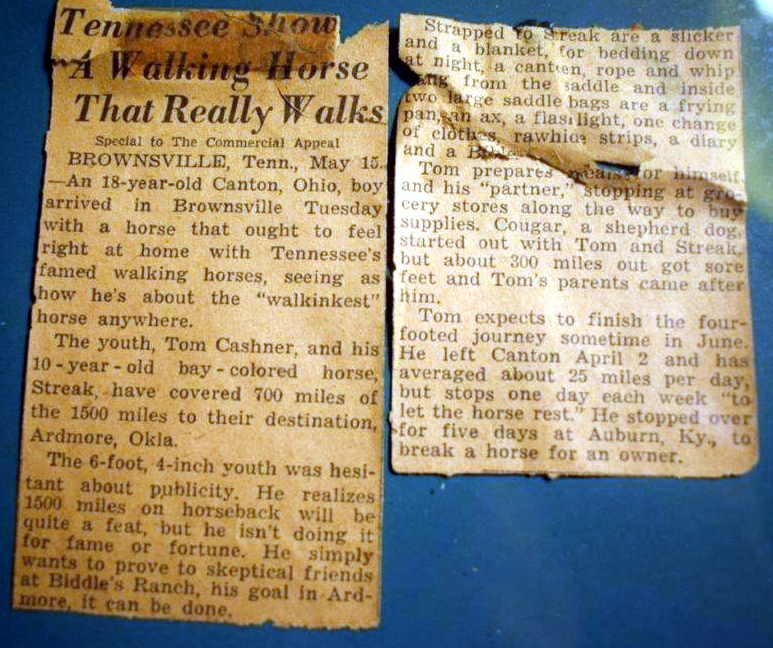 Tennessee Show
A Walking Horse
That Really Walks
Special to The Commercial Appeal
BROWNSVILLE, Tenn., May 15.
—An 18-year-old Canton, Ohio, boy
arrived in Brownsville Tuesday
with a horse that ought to feel
right at home with Tennessee's
famed walking horses, seeing as
how he's about the "walkinkest"
horse anywhere.
The youth, Tom Cashner, and his
10-year-old bay-colored horse,
Streak, have covered 700 miles of
the 1500 miles to their destination,
Ardmore, Okla.
The 6-foot, 4-inch youth was hesi-
tant about publicity. He realizes
1500 miles on horseback will be
quite a feat, but he isn't doing it
for fame or fortune. He simply
wants to prove to skeptical friends
at Biddle's Ranch, his goal in Ard-
more, it can be done.
Strapped to Streak are a slicker
and a blanket, for bedding down
at night, a canteen, rope and whip
from the saddle and inside
two large saddle bags are a frying
pan, an ax, a flashlight, one change
of clothes, rawhide strips, a diary
and a Bible.
Tom prepares meals for himself
and his "partner," stopping at gro-
cery stores along the way to buy
supplies. Cougar, a shepherd dog,
started out with Tom and Streak,
but about 300 miles out got sore
feet and Tom's parents came after
him.
Tom expects to finish the four-
footed journey sometime in June.
He left Canton April 2 and has
averaged about 25 miles per day,
but stops one day each week "to
let the horse rest." He stopped over
for five days at Auburn, Ky., to
break a horse for an owner.